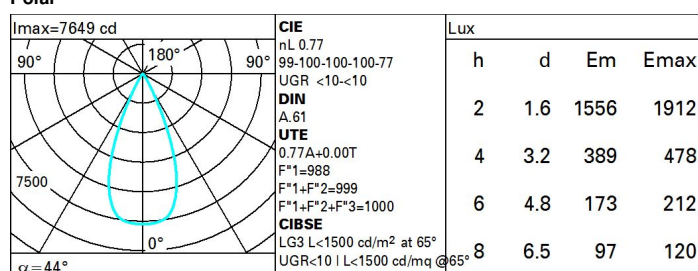 Polar
Imax=7649 cd
90° 180° 90°
7500
0°
α=44°
CIE
nL 0.77
99-100-100-100-77
UGR <10-<10
DIN
A.61
UTE
0.77A+0.00T
F"1=988
F"1+F"2=999
F"1+F"2+F"3=1000
CIBSE
LG3 L<1500 cd/m² at 65°
UGR<10 | L<1500 cd/mq @65°
Lux
h d Em Emax
2 1.6 1556 1912
4 3.2 389 478
6 4.8 173 212
8 6.5 97 120